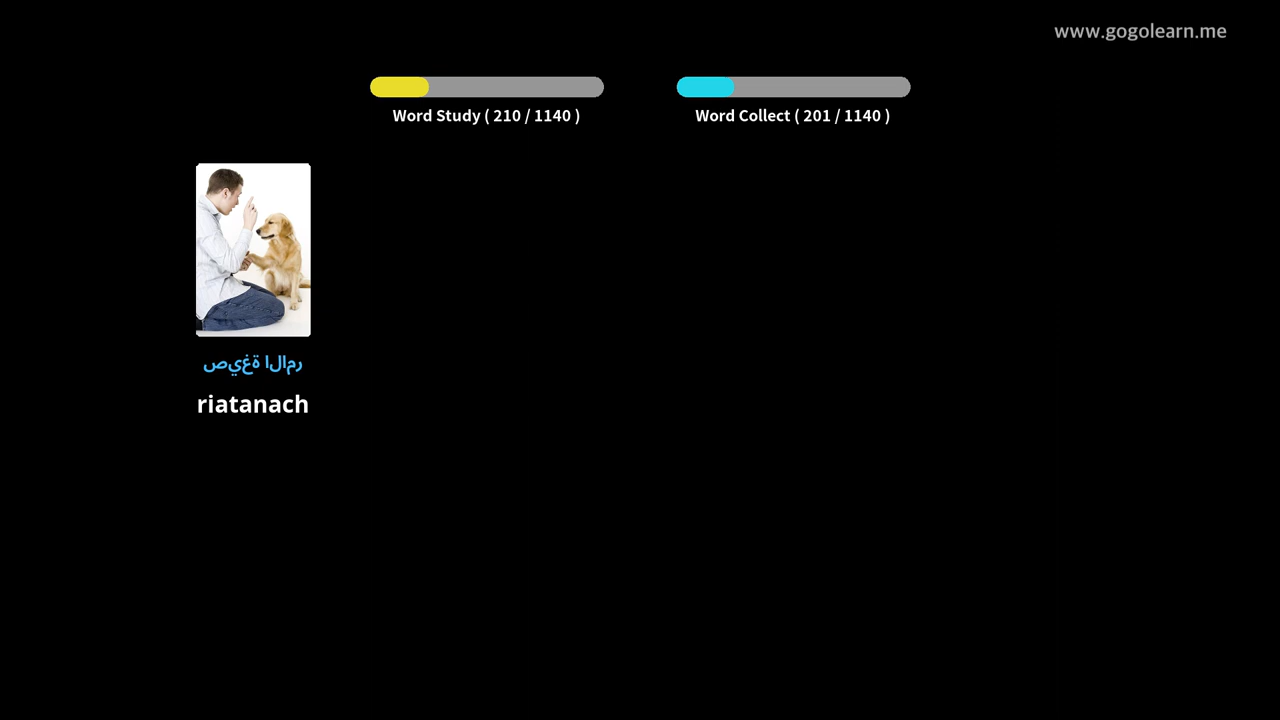 www.gogolearn.me
Word Study ( 210 / 1140 )
Word Collect ( 201 / 1140 )
صيغة الامر
riatanach